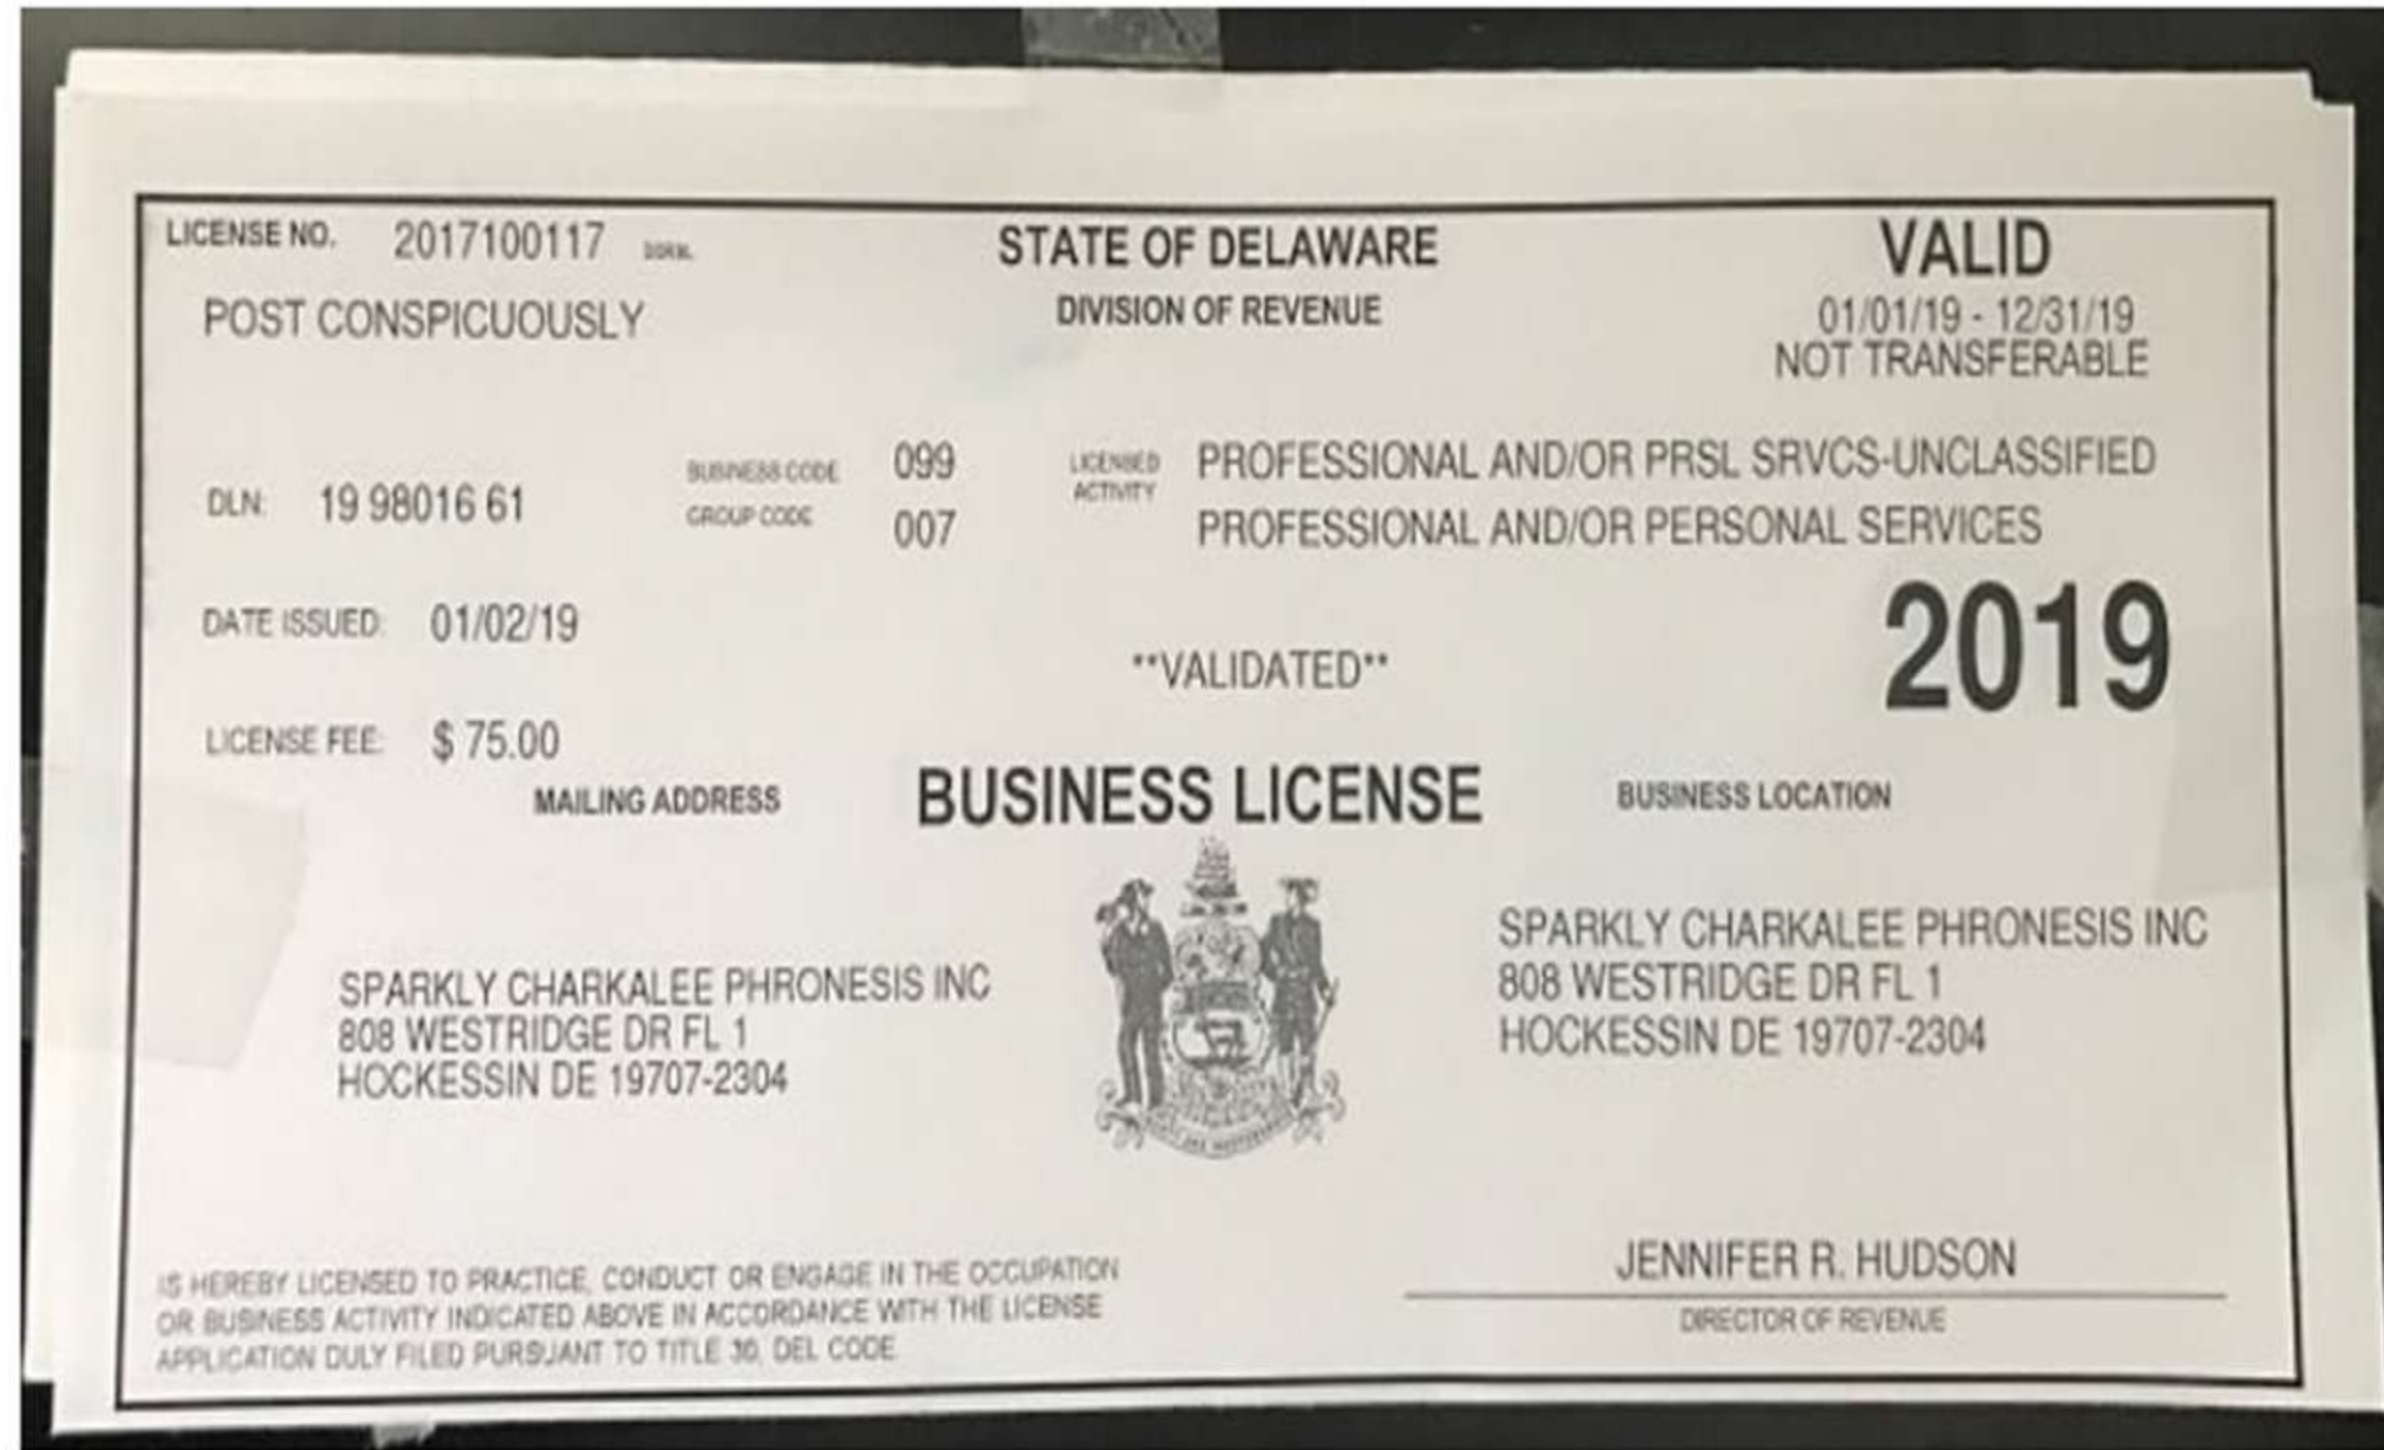 LICENSE NO. 2017100117
STATE OF DELAWARE
VALID
POST CONSPICUOUSLY
DIVISION OF REVENUE
01/01/19 - 12/31/19
NOT TRANSFERABLE
DLN: 19 98016 61
BUSINESS CODE 099
GROUP CODE 007
LICENSED ACTIVITY
PROFESSIONAL AND/OR PRSL SRVCS-UNCLASSIFIED
PROFESSIONAL AND/OR PERSONAL SERVICES
DATE ISSUED: 01/02/19
**VALIDATED**
2019
LICENSE FEE: $ 75.00
MAILING ADDRESS
BUSINESS LICENSE
BUSINESS LOCATION
SPARKLY CHARKALEE PHRONESIS INC
808 WESTRIDGE DR FL 1
HOCKESSIN DE 19707-2304
SPARKLY CHARKALEE PHRONESIS INC
808 WESTRIDGE DR FL 1
HOCKESSIN DE 19707-2304
IS HEREBY LICENSED TO PRACTICE, CONDUCT OR ENGAGE IN THE OCCUPATION
OR BUSINESS ACTIVITY INDICATED ABOVE IN ACCORDANCE WITH THE LICENSE
APPLICATION DULY FILED PURSUANT TO TITLE 30, DEL CODE
JENNIFER R. HUDSON
DIRECTOR OF REVENUE